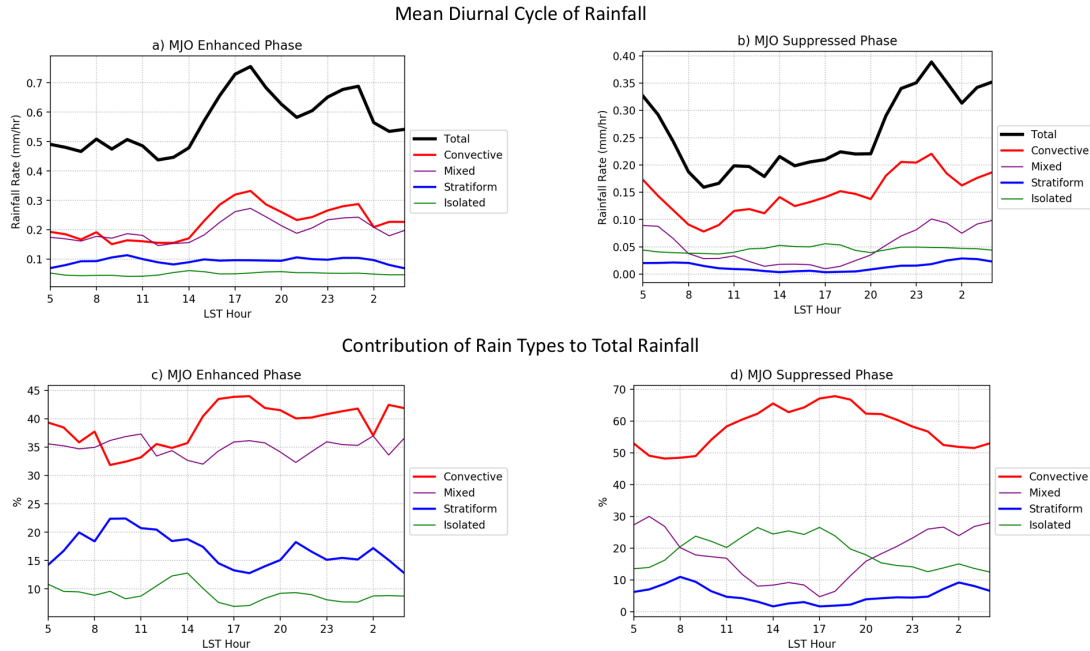 Mean Diurnal Cycle of Rainfall
a) MJO Enhanced Phase
Rainfall Rate (mm/hr)
0.7
0.6
0.5
0.4
0.3
0.2
0.1
5 8 11 14 17 20 23 2
LST Hour
Total
Convective
Mixed
Stratiform
Isolated
b) MJO Suppressed Phase
Rainfall Rate (mm/hr)
0.40
0.35
0.30
0.25
0.20
0.15
0.10
0.05
0.00
5 8 11 14 17 20 23 2
LST Hour
Total
Convective
Mixed
Stratiform
Isolated
Contribution of Rain Types to Total Rainfall
c) MJO Enhanced Phase
%
45
40
35
30
25
20
15
10
5 8 11 14 17 20 23 2
LST Hour
Convective
Mixed
Stratiform
Isolated
d) MJO Suppressed Phase
%
70
60
50
40
30
20
10
0
5 8 11 14 17 20 23 2
LST Hour
Convective
Mixed
Stratiform
Isolated